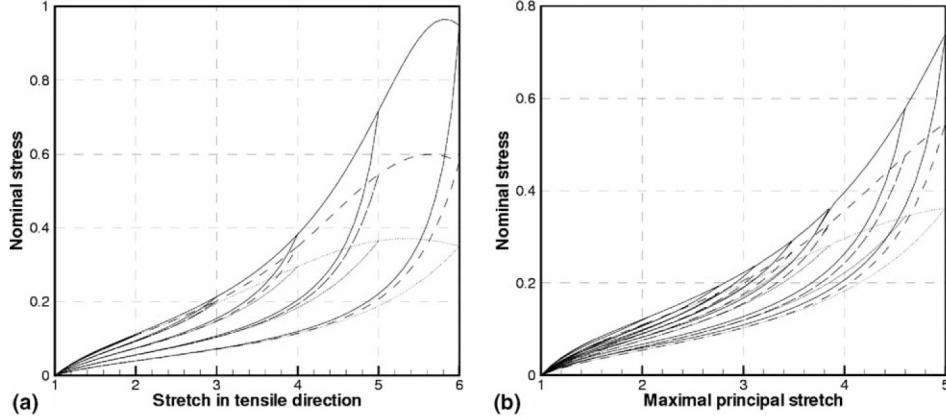 1
0.8
0.6
0.4
0.2
0
Nominal stress
1 2 3 4 5 6
(a) Stretch in tensile direction
0.8
0.6
0.4
0.2
0
Nominal stress
1 2 3 4 5
(b) Maximal principal stretch